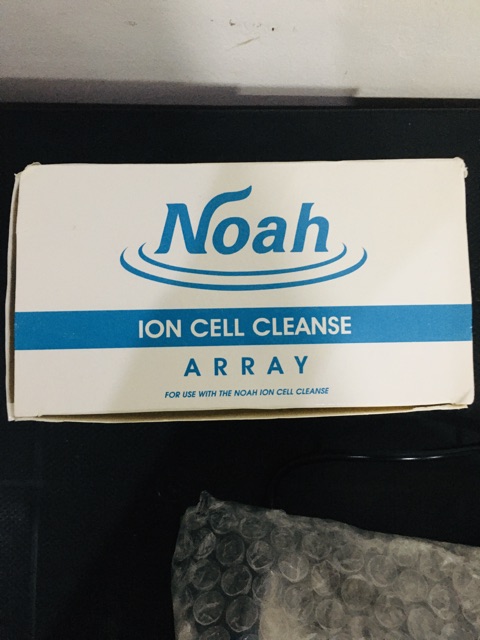 Noah
ION CELL CLEANSE
ARRAY
FOR USE WITH THE NOAH ION CELL CLEANSE